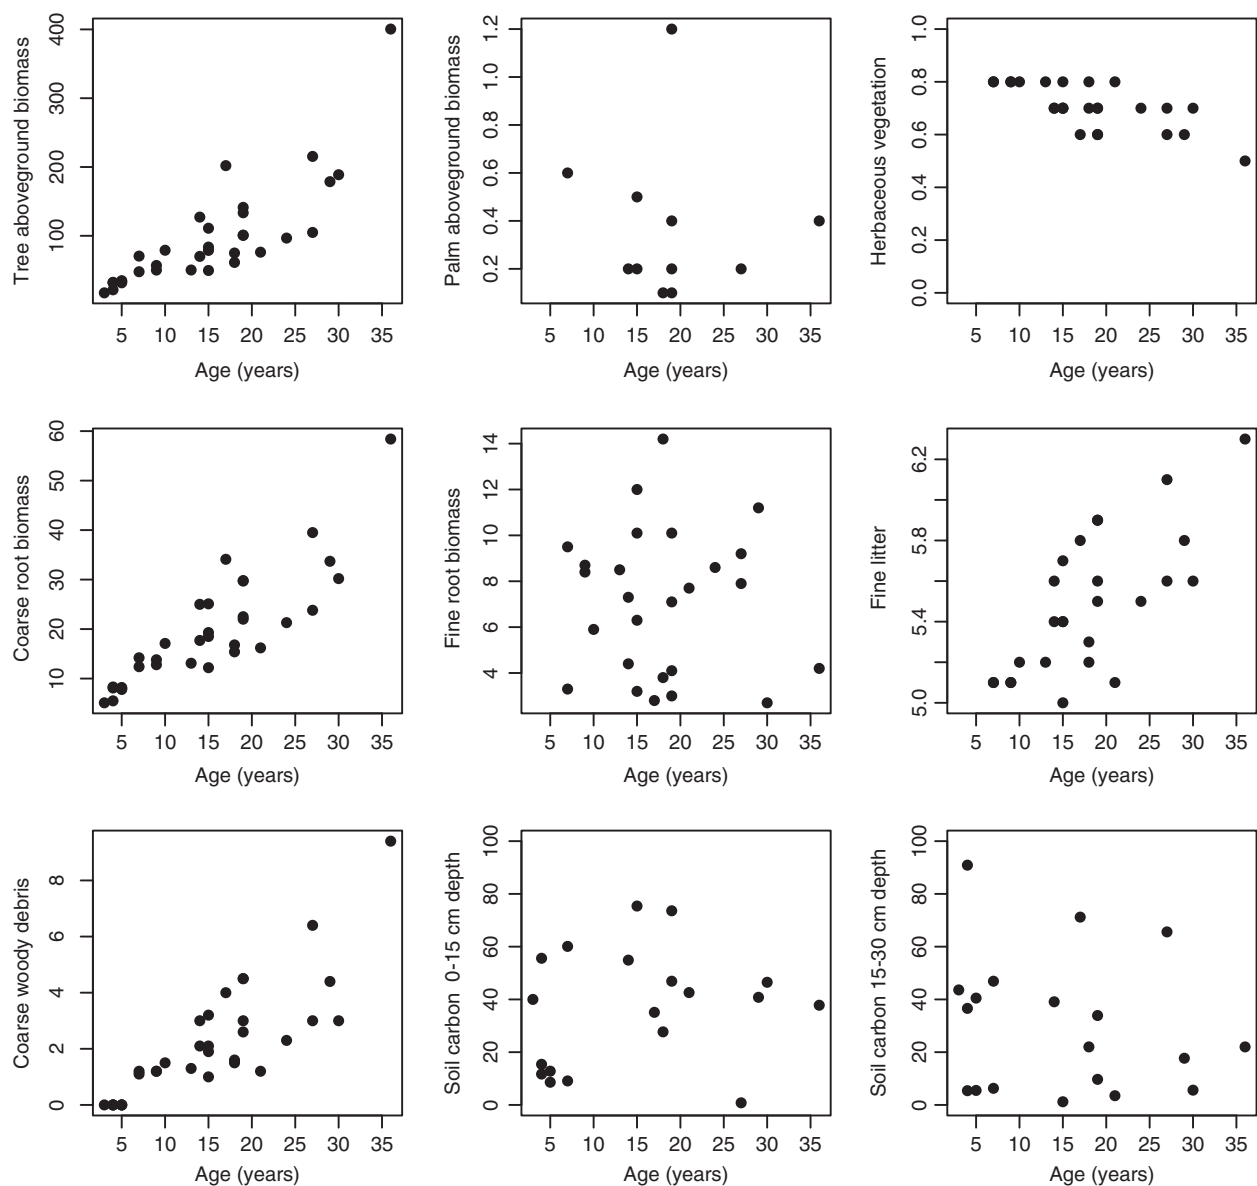 Tree aboveground biomass
400
300
200
100
5 10 15 20 25 30 35
Age (years)
Palm aboveground biomass
1.2
1.0
0.8
0.6
0.4
0.2
5 10 15 20 25 30 35
Age (years)
Herbaceous vegetation
1.0
0.8
0.6
0.4
0.2
0.0
5 10 15 20 25 30 35
Age (years)
Coarse root biomass
60
50
40
30
20
10
5 10 15 20 25 30 35
Age (years)
Fine root biomass
14
12
10
8
6
4
5 10 15 20 25 30 35
Age (years)
Fine litter
6.2
5.8
5.4
5.0
5 10 15 20 25 30 35
Age (years)
Coarse woody debris
8
6
4
2
0
5 10 15 20 25 30 35
Age (years)
Soil carbon 0-15 cm depth
100
80
60
40
20
0
5 10 15 20 25 30 35
Age (years)
Soil carbon 15-30 cm depth
100
80
60
40
20
0
5 10 15 20 25 30 35
Age (years)